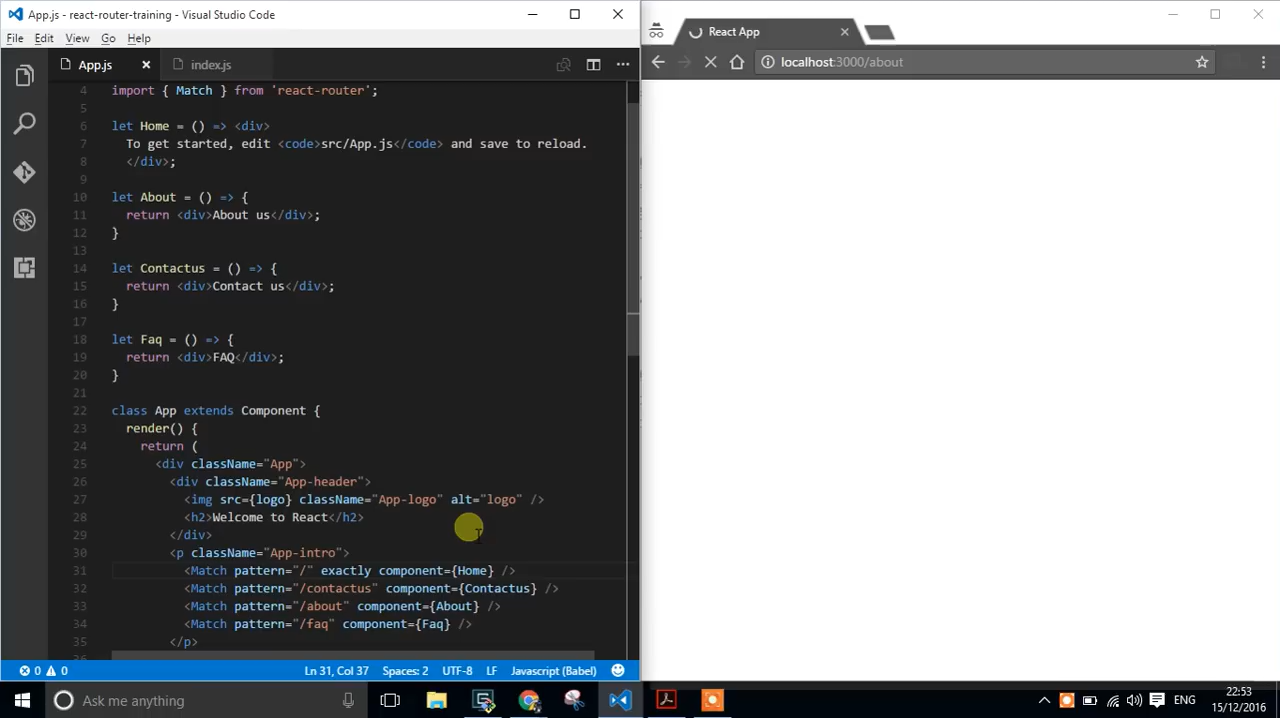 App.js - react-router-training - Visual Studio Code
File Edit View Go Help
App.js index.js
4 import { Match } from 'react-router';
5
6 let Home = () => <div>
7 To get started, edit <code>src/App.js</code> and save to reload.
8 </div>;
9
10 let About = () => {
11 return <div>About us</div>;
12 }
13
14 let Contactus = () => {
15 return <div>Contact us</div>;
16 }
17
18 let Faq = () => {
19 return <div>FAQ</div>;
20 }
21
22 class App extends Component {
23 render() {
24 return (
25 <div className="App">
26 <div className="App-header">
27 <img src={logo} className="App-logo" alt="logo" />
28 <h2>Welcome to React</h2>
29 </div>
30 <p className="App-intro">
31 <Match pattern="/" exactly component={Home} />
32 <Match pattern="/contactus" component={Contactus} />
33 <Match pattern="/about" component={About} />
34 <Match pattern="/faq" component={Faq} />
35 </p>
0 0 Ln 31, Col 37 Spaces: 2 UTF-8 LF Javascript (Babel)
React App
localhost:3000/about
Ask me anything
ENG
22:53
15/12/2016